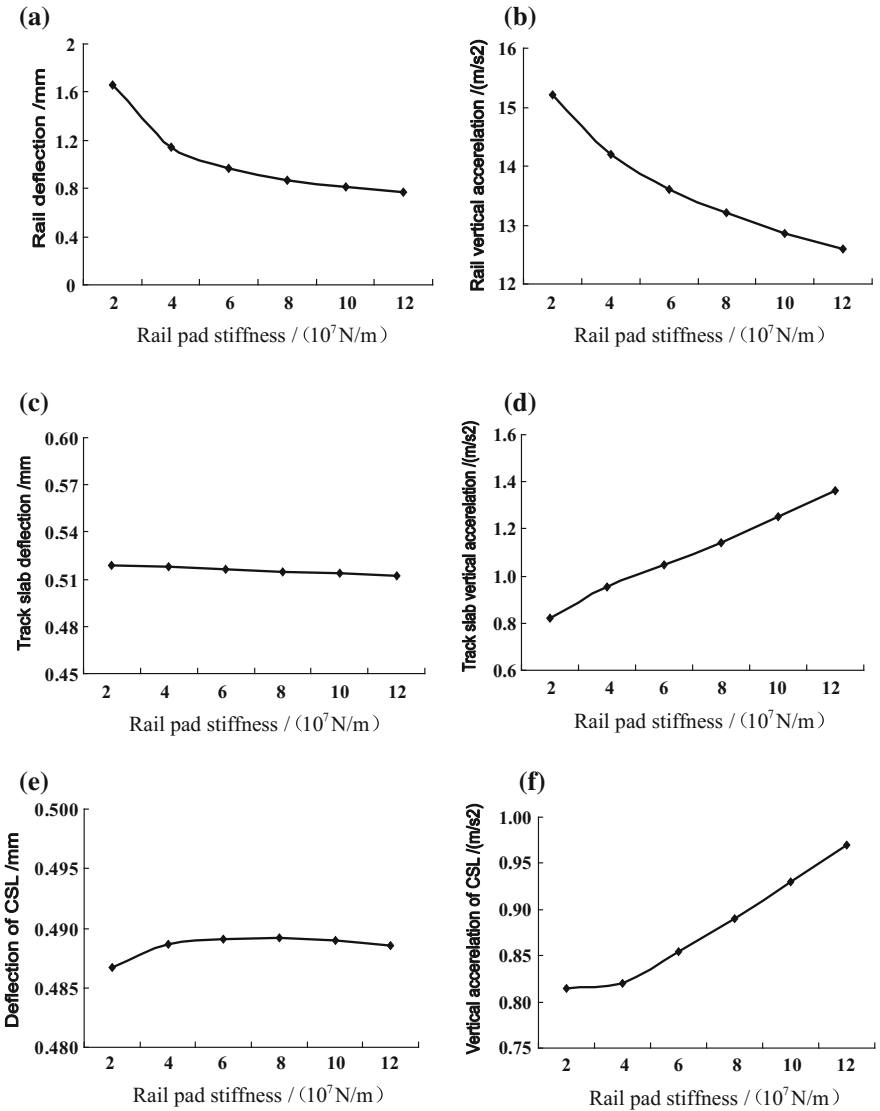 (a)
Rail deflection /mm
2
1.6
1.2
0.8
0.4
0
2 4 6 8 10 12
Rail pad stiffness / (10⁷N/m)
(b)
Rail vertical accerelation /(m/s2)
16
15
14
13
12
2 4 6 8 10 12
Rail pad stiffness / (10⁷N/m)
(c)
Track slab deflection /mm
0.60
0.57
0.54
0.51
0.48
0.45
2 4 6 8 10 12
Rail pad stiffness / (10⁷N/m)
(d)
Track slab vertical accerelation /(m/s2)
1.6
1.4
1.2
1.0
0.8
0.6
2 4 6 8 10 12
Rail pad stiffness / (10⁷N/m)
(e)
Deflection of CSL /mm
0.500
0.495
0.490
0.485
0.480
2 4 6 8 10 12
Rail pad stiffness / (10⁷N/m)
(f)
Vertical accerelation of CSL /(m/s2)
1.00
0.95
0.90
0.85
0.80
0.75
2 4 6 8 10 12
Rail pad stiffness / (10⁷N/m)